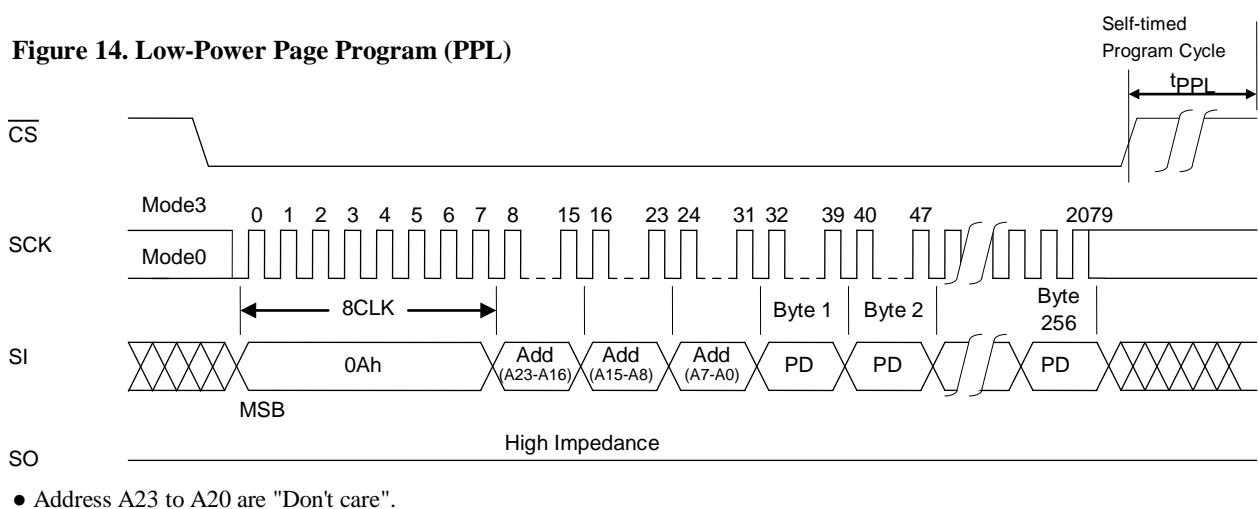 Self-timed
Program Cycle
Figure 14. Low-Power Page Program (PPL)
tPPL
CS
Mode3
0 1 2 3 4 5 6 7 8 15 16 23 24 31 32 39 40 47 2079
SCK
Mode0
8CLK
Byte 1 Byte 2 Byte
256
SI
0Ah
Add
(A23-A16)
Add
(A15-A8)
Add
(A7-A0)
PD PD PD
MSB
High Impedance
SO
● Address A23 to A20 are "Don't care".